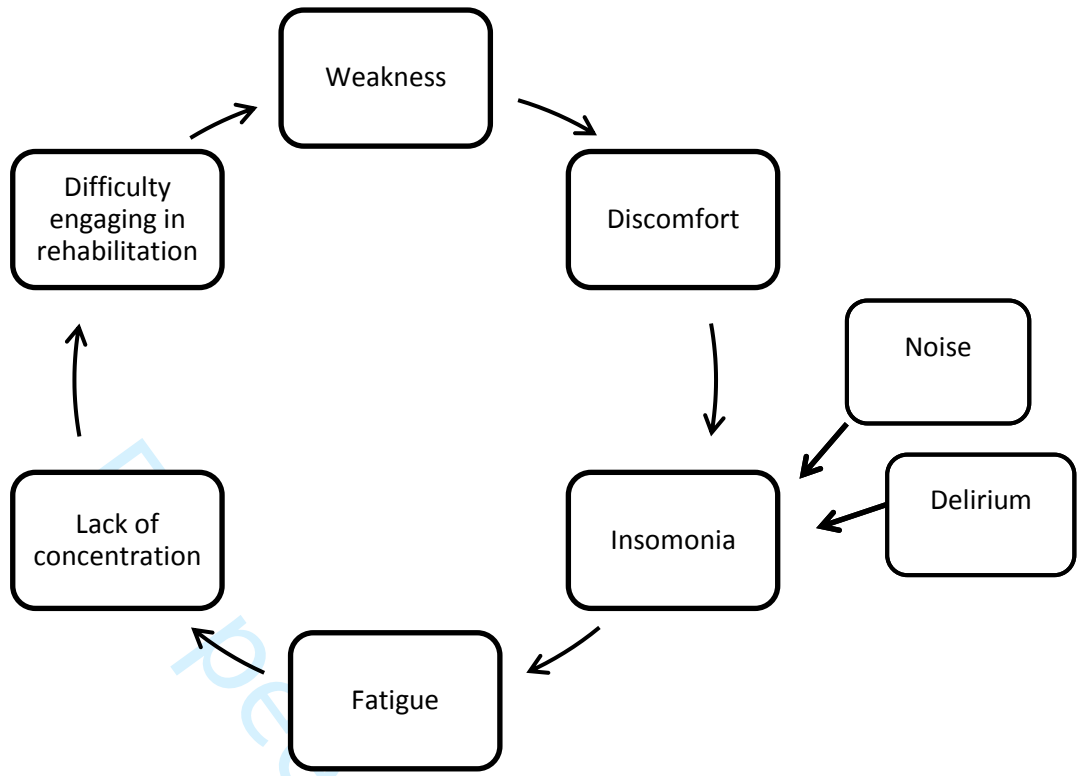 Weakness
Difficulty
engaging in
rehabilitation
Discomfort
Noise
Delirium
Lack of
concentration
Insomonia
Fatigue